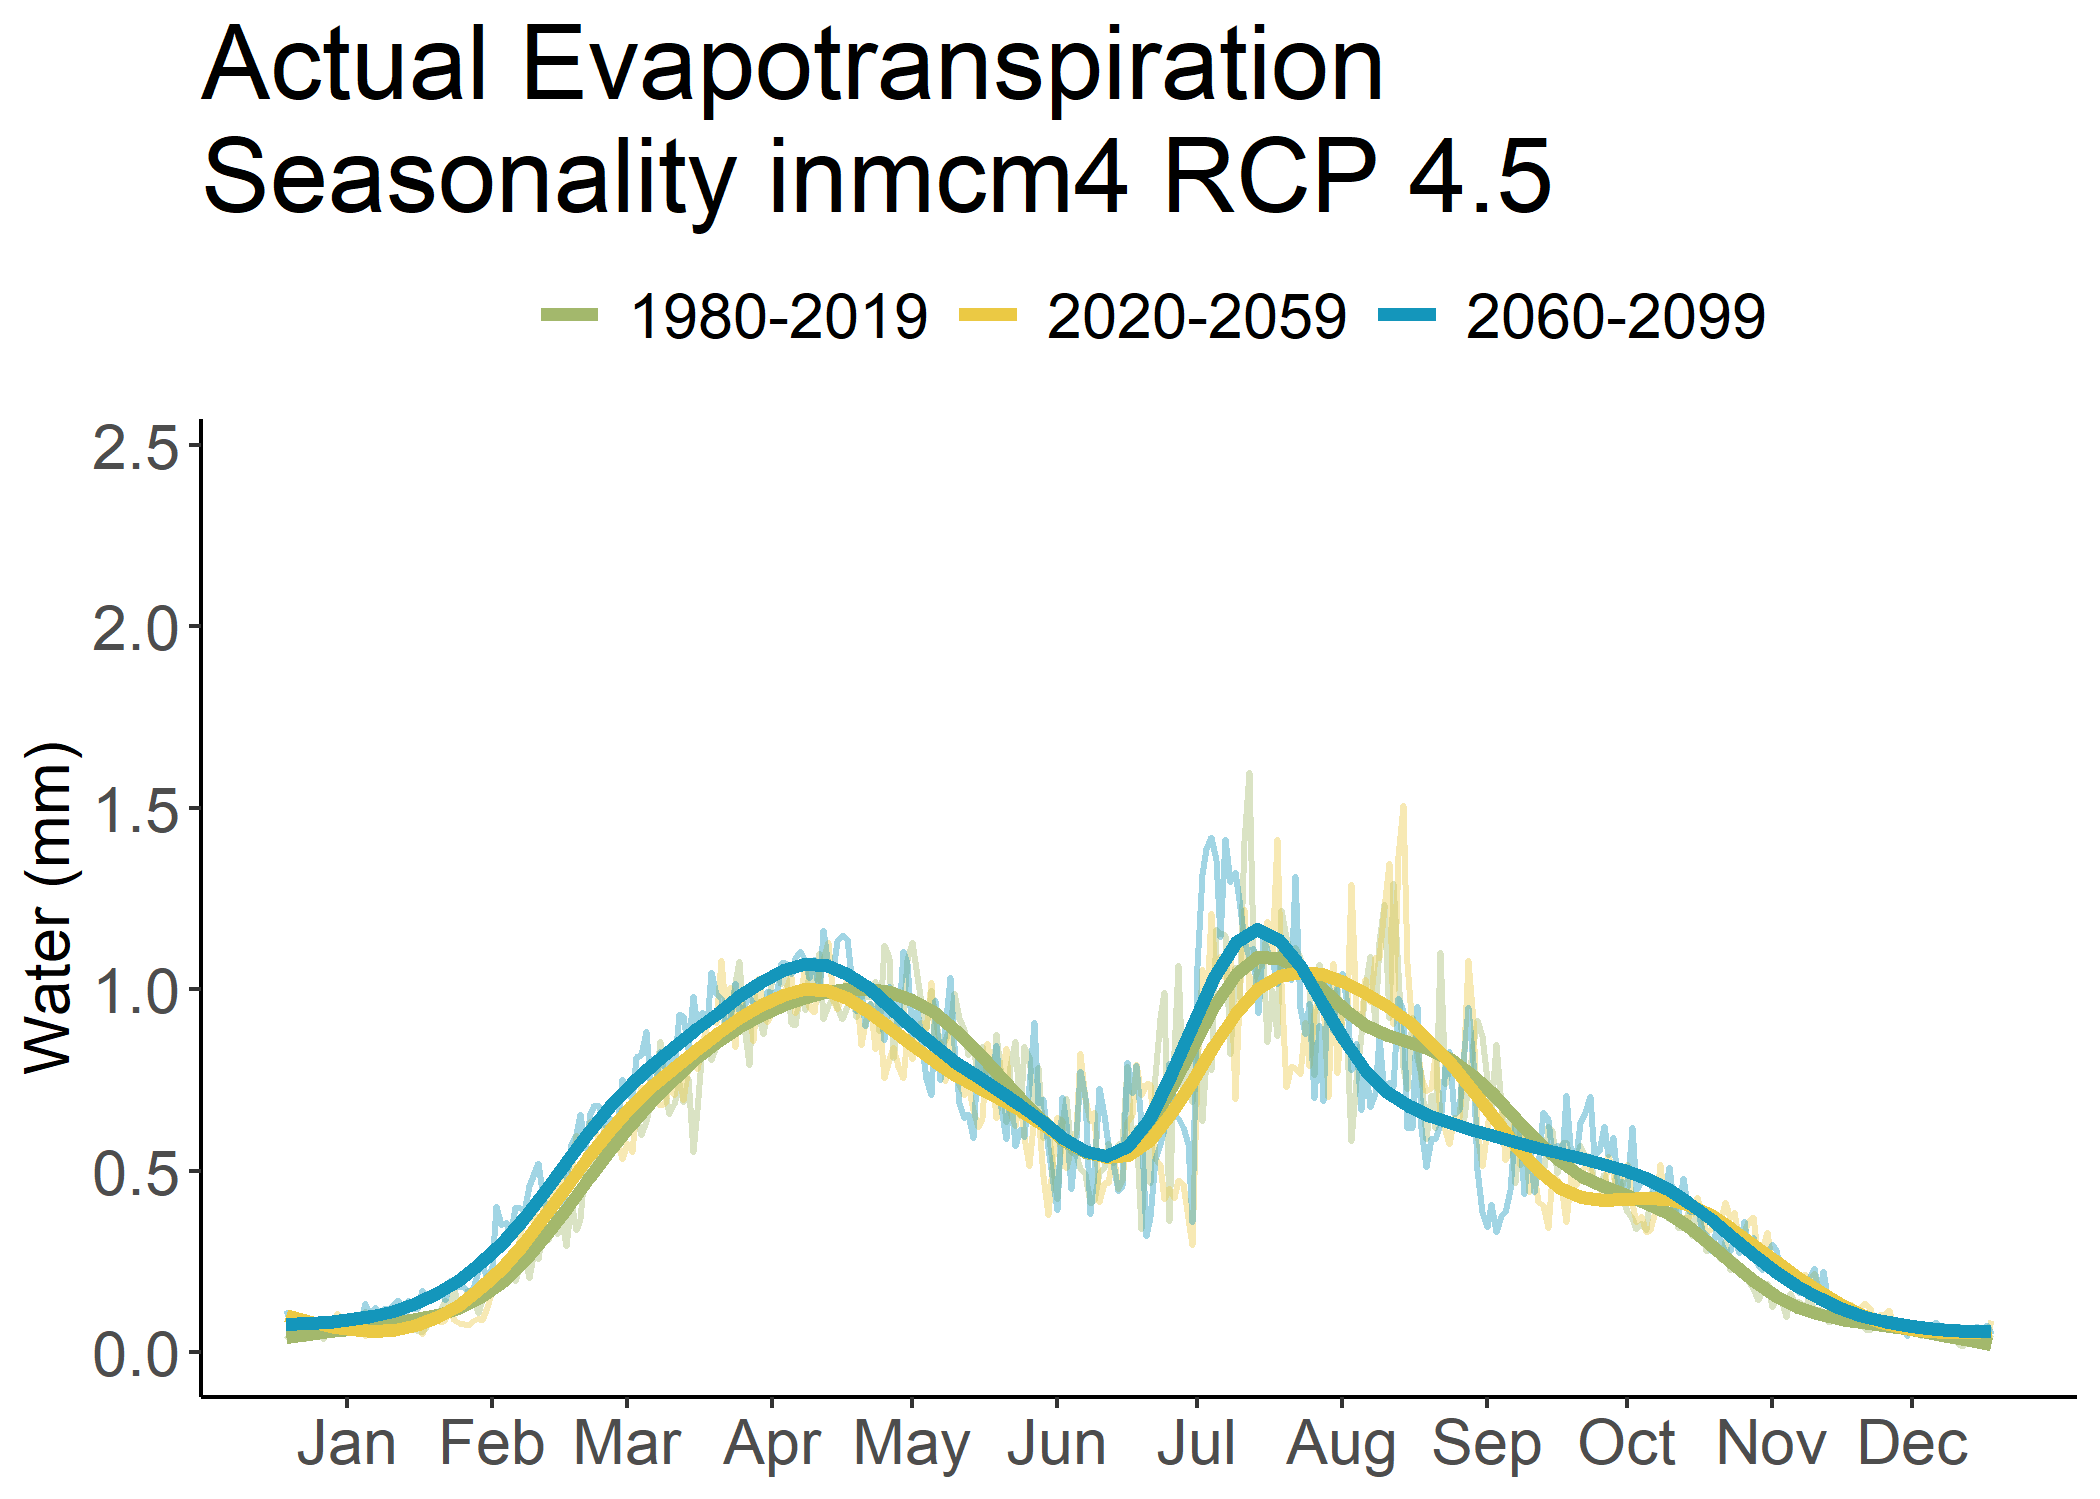 Actual Evapotranspiration
Seasonality inmcm4 RCP 4.5
1980-2019 2020-2059 2060-2099
2.5
2.0
1.5
1.0
0.5
0.0
Water (mm)
Jan Feb Mar Apr May Jun Jul Aug Sep Oct Nov Dec